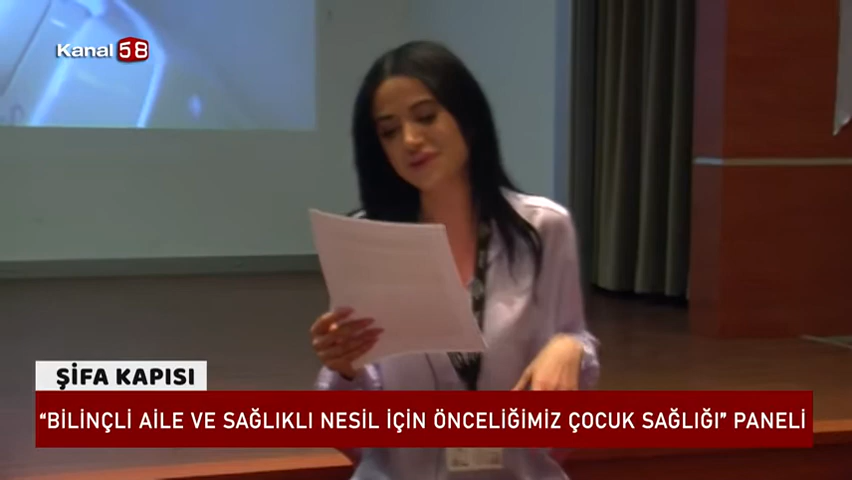 Kanal 58
ŞİFA KAPISI
“BİLİNÇLİ AİLE VE SAĞLIKLI NESİL İÇİN ÖNCELİĞİMİZ ÇOCUK SAĞLIĞI” PANELİ